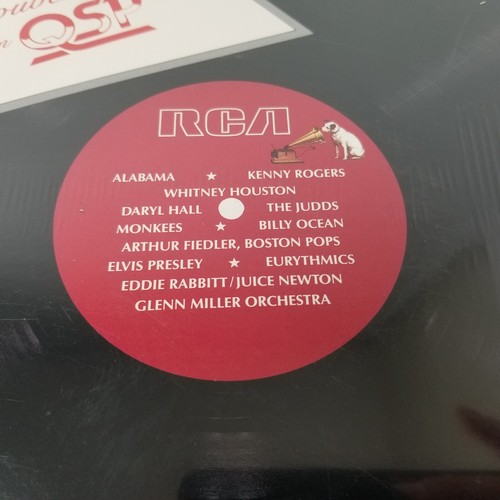 QSP
RCA
ALABAMA ★ KENNY ROGERS
WHITNEY HOUSTON
DARYL HALL THE JUDDS
MONKEES ★ BILLY OCEAN
ARTHUR FIEDLER, BOSTON POPS
ELVIS PRESLEY ★ EURYTHMICS
EDDIE RABBITT/JUICE NEWTON
GLENN MILLER ORCHESTRA